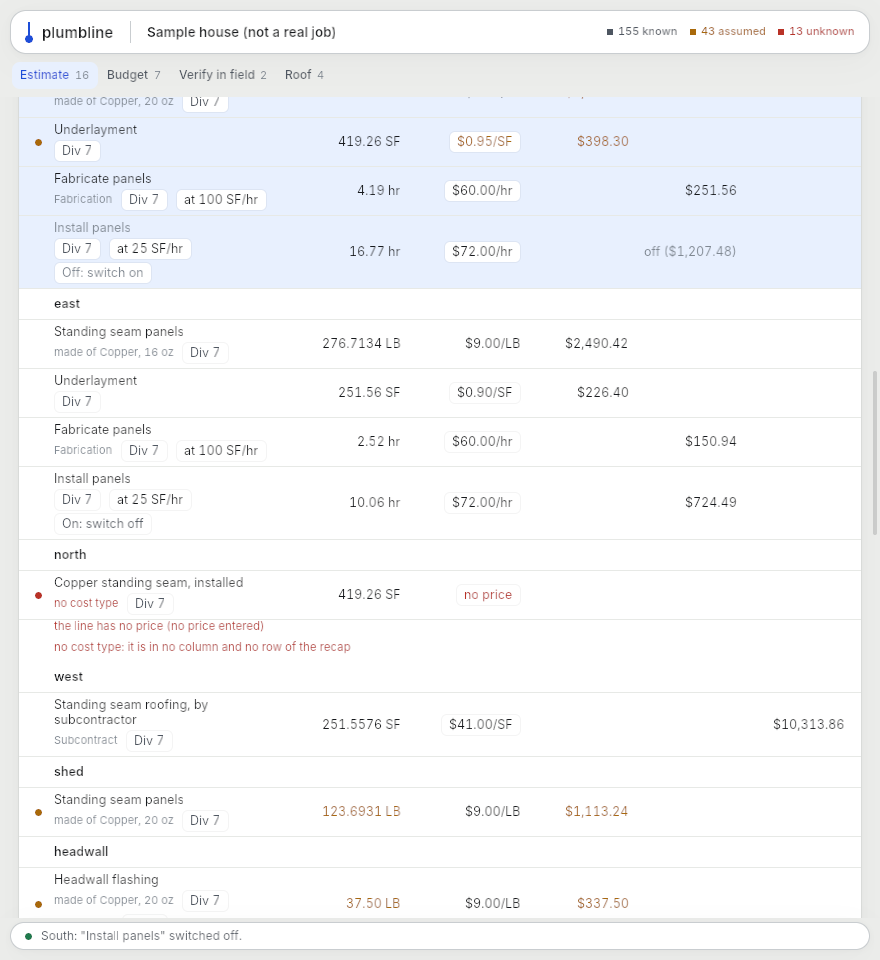 plumbline Sample house (not a real job) 155 known 43 assumed 13 unknown
Estimate 16 Budget 7 Verify in field 2 Roof 4
made of Copper, 20 oz Div 7
Underlayment
Div 7
419.26 SF $0.95/SF $398.30
Fabricate panels
Fabrication Div 7 at 100 SF/hr
4.19 hr $60.00/hr $251.56
Install panels
Div 7 at 25 SF/hr
Off: switch on
16.77 hr $72.00/hr off ($1,207.48)
east
Standing seam panels
made of Copper, 16 oz Div 7
276.7134 LB $9.00/LB $2,490.42
Underlayment
Div 7
251.56 SF $0.90/SF $226.40
Fabricate panels
Fabrication Div 7 at 100 SF/hr
2.52 hr $60.00/hr $150.94
Install panels
Div 7 at 25 SF/hr
On: switch off
10.06 hr $72.00/hr $724.49
north
Copper standing seam, installed
no cost type Div 7
419.26 SF no price
the line has no price (no price entered)
no cost type: it is in no column and no row of the recap
west
Standing seam roofing, by
subcontractor
Subcontract Div 7
251.5576 SF $41.00/SF $10,313.86
shed
Standing seam panels
made of Copper, 20 oz Div 7
123.6931 LB $9.00/LB $1,113.24
headwall
Headwall flashing
made of Copper, 20 oz Div 7
37.50 LB $9.00/LB $337.50
South: "Install panels" switched off.